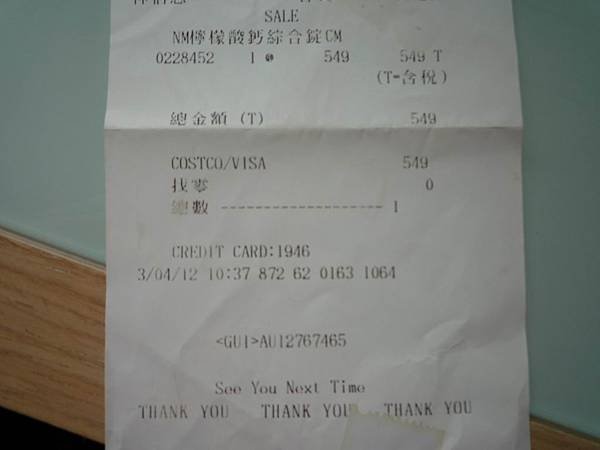 SALE
NM檸檬酸鈣綜合錠CM
0228452 1 @ 549 549 T
(T=含稅)
總金額 (T) 549
COSTCO/VISA 549
找零 0
總數 -------------------- 1
CREDIT CARD:1946
3/04/12 10:37 872 62 0163 1064
<GUI>AU12767465
See You Next Time
THANK YOU THANK YOU THANK YOU